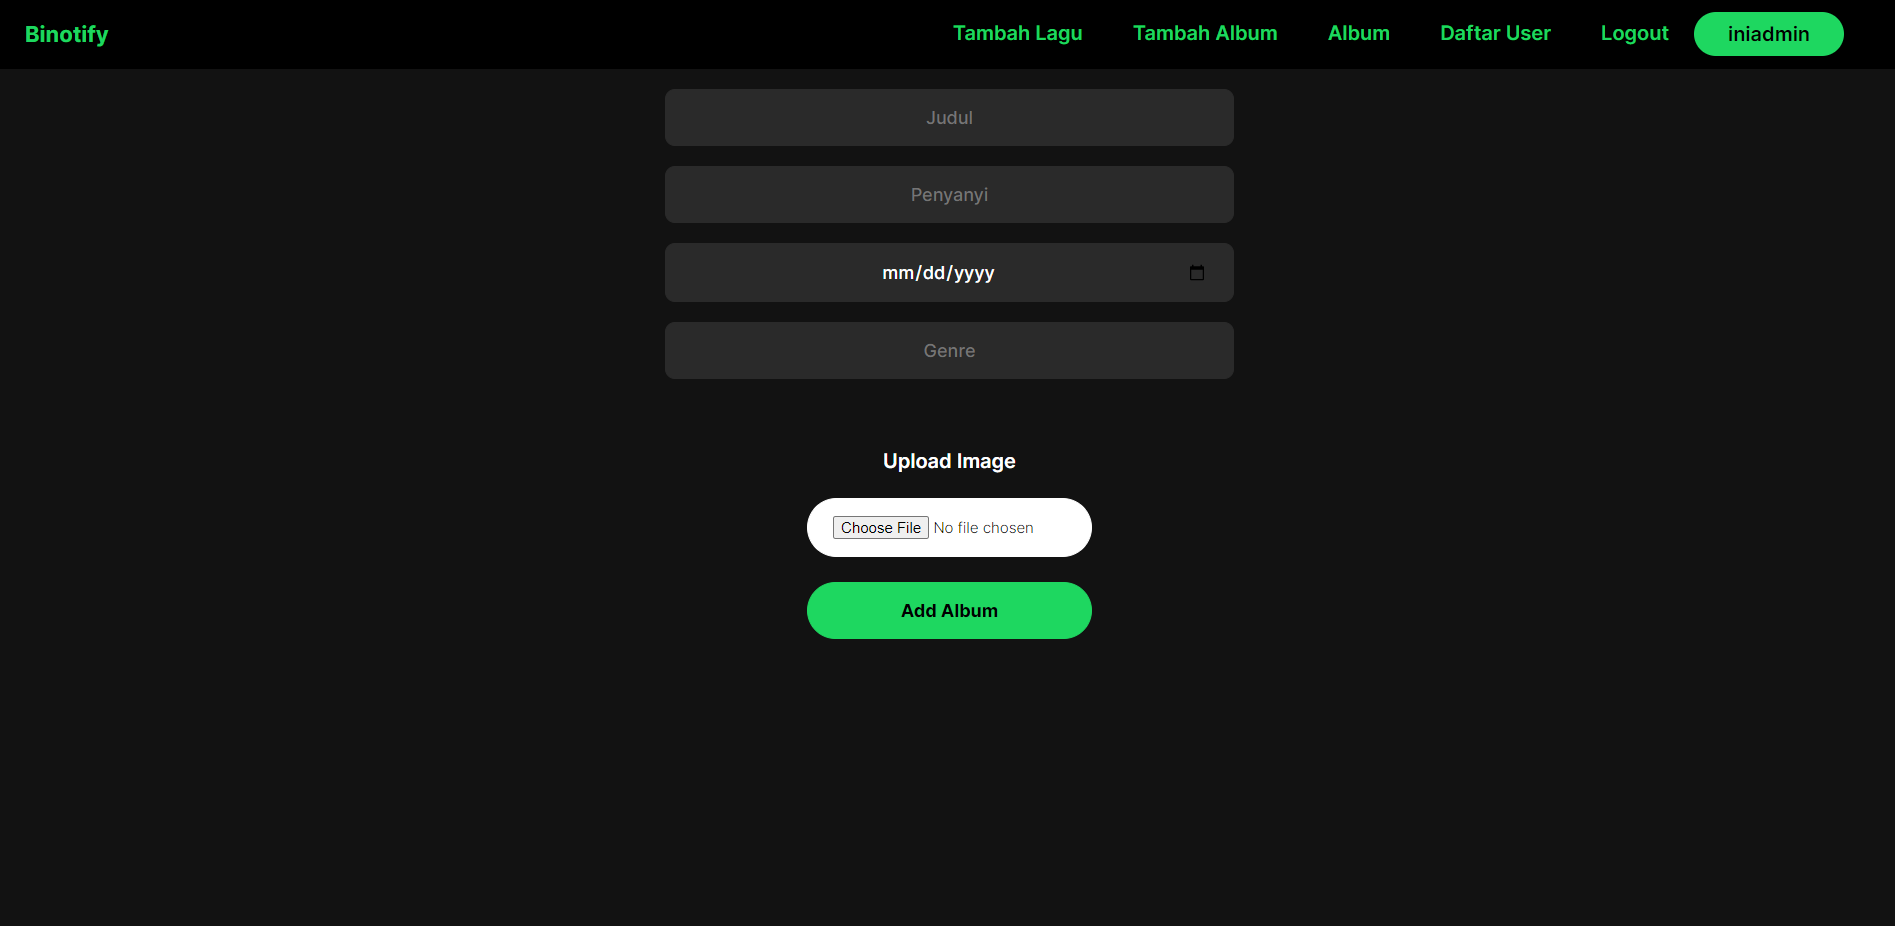 Binotify
Tambah Lagu
Tambah Album
Album
Daftar User
Logout
iniadmin
Judul
Penyanyi
mm/dd/yyyy
Genre
Upload Image
Choose File No file chosen
Add Album